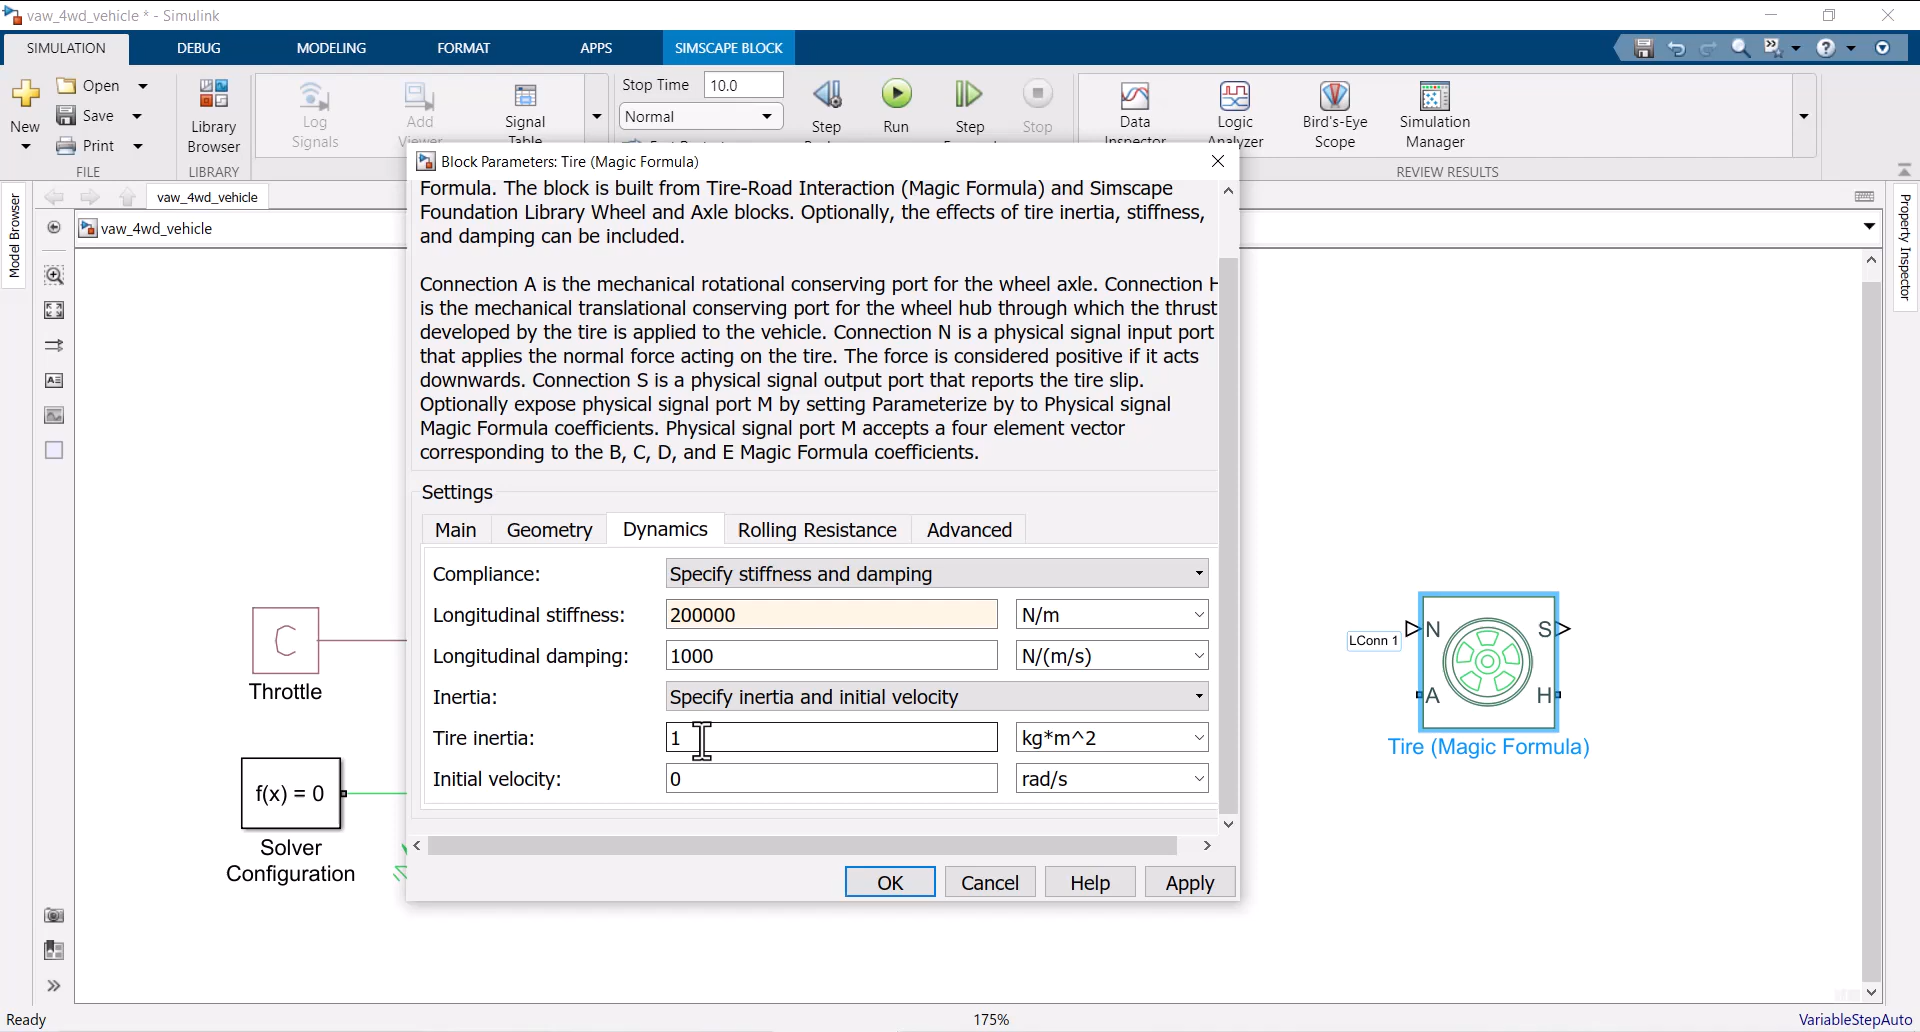 vaw_4wd_vehicle * - Simulink
SIMULATION
DEBUG
MODELING
FORMAT
APPS
SIMSCAPE BLOCK
New
Open
Save
Print
FILE
Library
Browser
LIBRARY
Log
Signals
Add
Viewer
Signal
Table
Stop Time
10.0
Normal
Step
Run
Step
Stop
Data
Inspector
Logic
Analyzer
Bird's-Eye
Scope
Simulation
Manager
REVIEW RESULTS
Model Browser
vaw_4wd_vehicle
vaw_4wd_vehicle
Property Inspector
Block Parameters: Tire (Magic Formula)
Formula. The block is built from Tire-Road Interaction (Magic Formula) and Simscape
Foundation Library Wheel and Axle blocks. Optionally, the effects of tire inertia, stiffness,
and damping can be included.
Connection A is the mechanical rotational conserving port for the wheel axle. Connection H
is the mechanical translational conserving port for the wheel hub through which the thrust
developed by the tire is applied to the vehicle. Connection N is a physical signal input port
that applies the normal force acting on the tire. The force is considered positive if it acts
downwards. Connection S is a physical signal output port that reports the tire slip.
Optionally expose physical signal port M by setting Parameterize by to Physical signal
Magic Formula coefficients. Physical signal port M accepts a four element vector
corresponding to the B, C, D, and E Magic Formula coefficients.
Settings
Main
Geometry
Dynamics
Rolling Resistance
Advanced
Compliance:
Specify stiffness and damping
Longitudinal stiffness:
200000
N/m
Longitudinal damping:
1000
N/(m/s)
Inertia:
Specify inertia and initial velocity
Tire inertia:
1
kg*m^2
Initial velocity:
0
rad/s
OK
Cancel
Help
Apply
C
Throttle
f(x) = 0
Solver
Configuration
LConn 1
N
S
A
H
Tire (Magic Formula)
Ready
175%
VariableStepAuto